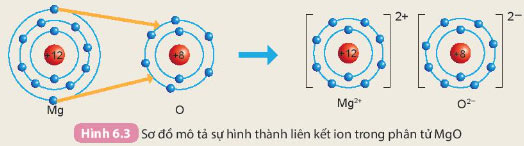 +12
+8
+12
2+
+8
2–
Mg
O
Mg²⁺
O²⁻
Hình 6.3 Sơ đồ mô tả sự hình thành liên kết ion trong phân tử MgO